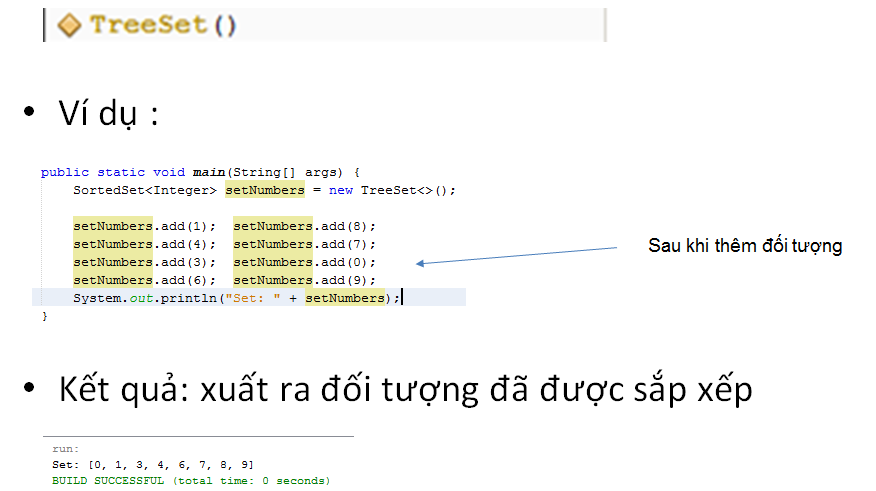 TreeSet()
• Ví dụ :
public static void main(String[] args) {
SortedSet<Integer> setNumbers = new TreeSet<>();
setNumbers.add(1); setNumbers.add(8);
setNumbers.add(4); setNumbers.add(7);
setNumbers.add(3); setNumbers.add(0);
setNumbers.add(6); setNumbers.add(9);
System.out.println("Set: " + setNumbers);
}
Sau khi thêm đối tượng
• Kết quả: xuất ra đối tượng đã được sắp xếp
run:
Set: [0, 1, 3, 4, 6, 7, 8, 9]
BUILD SUCCESSFUL (total time: 0 seconds)